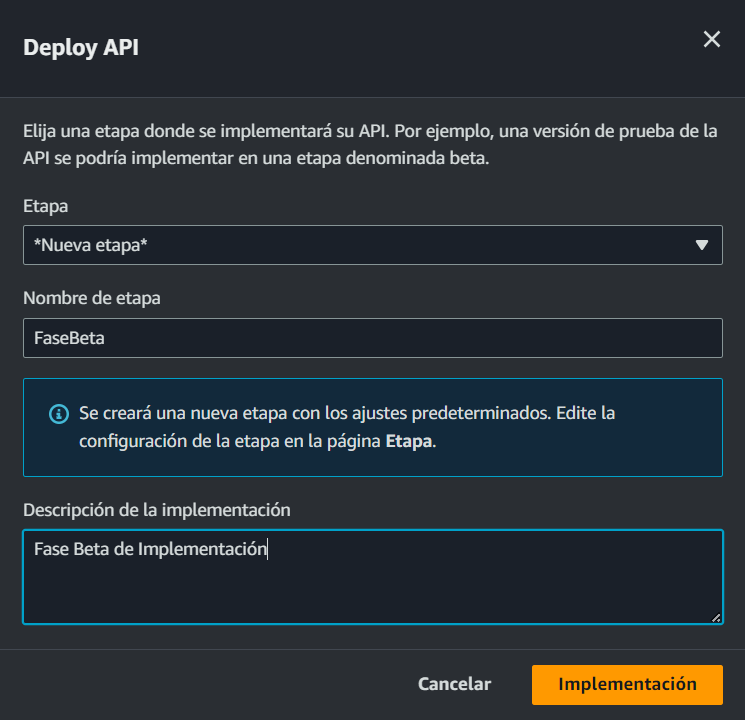 Deploy API
Elija una etapa donde se implementará su API. Por ejemplo, una versión de prueba de la
API se podría implementar en una etapa denominada beta.
Etapa
*Nueva etapa*
Nombre de etapa
FaseBeta
Se creará una nueva etapa con los ajustes predeterminados. Edite la
configuración de la etapa en la página Etapa.
Descripción de la implementación
Fase Beta de Implementación
Cancelar
Implementación